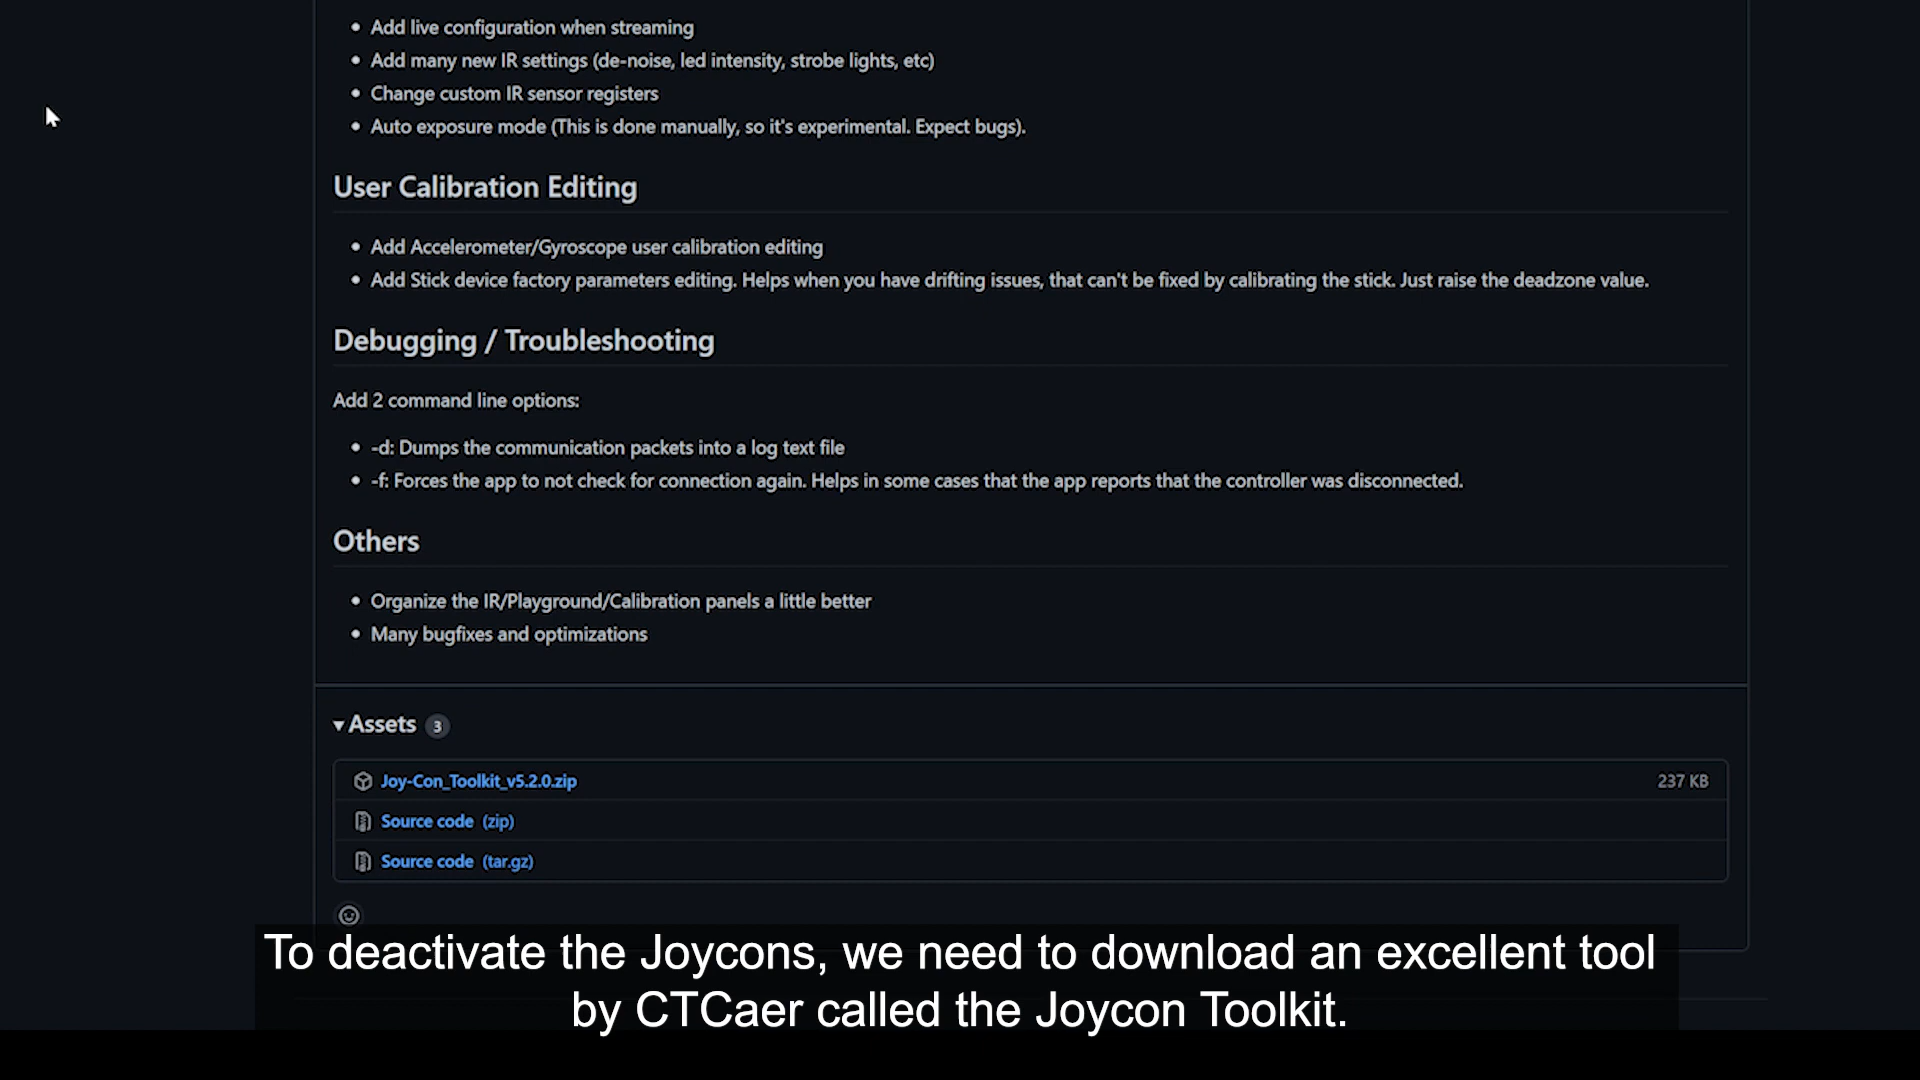 Add live configuration when streaming
Add many new IR settings (de-noise, led intensity, strobe lights, etc)
Change custom IR sensor registers
Auto exposure mode (This is done manually, so it's experimental. Expect bugs).
User Calibration Editing
Add Accelerometer/Gyroscope user calibration editing
Add Stick device factory parameters editing. Helps when you have drifting issues, that can't be fixed by calibrating the stick. Just raise the deadzone value.
Debugging / Troubleshooting
Add 2 command line options:
-d: Dumps the communication packets into a log text file
-f: Forces the app to not check for connection again. Helps in some cases that the app reports that the controller was disconnected.
Others
Organize the IR/Playground/Calibration panels a little better
Many bugfixes and optimizations
Assets 3
Joy-Con_Toolkit_v5.2.0.zip 237 KB
Source code (zip)
Source code (tar.gz)
To deactivate the Joycons, we need to download an excellent tool
by CTCaer called the Joycon Toolkit.